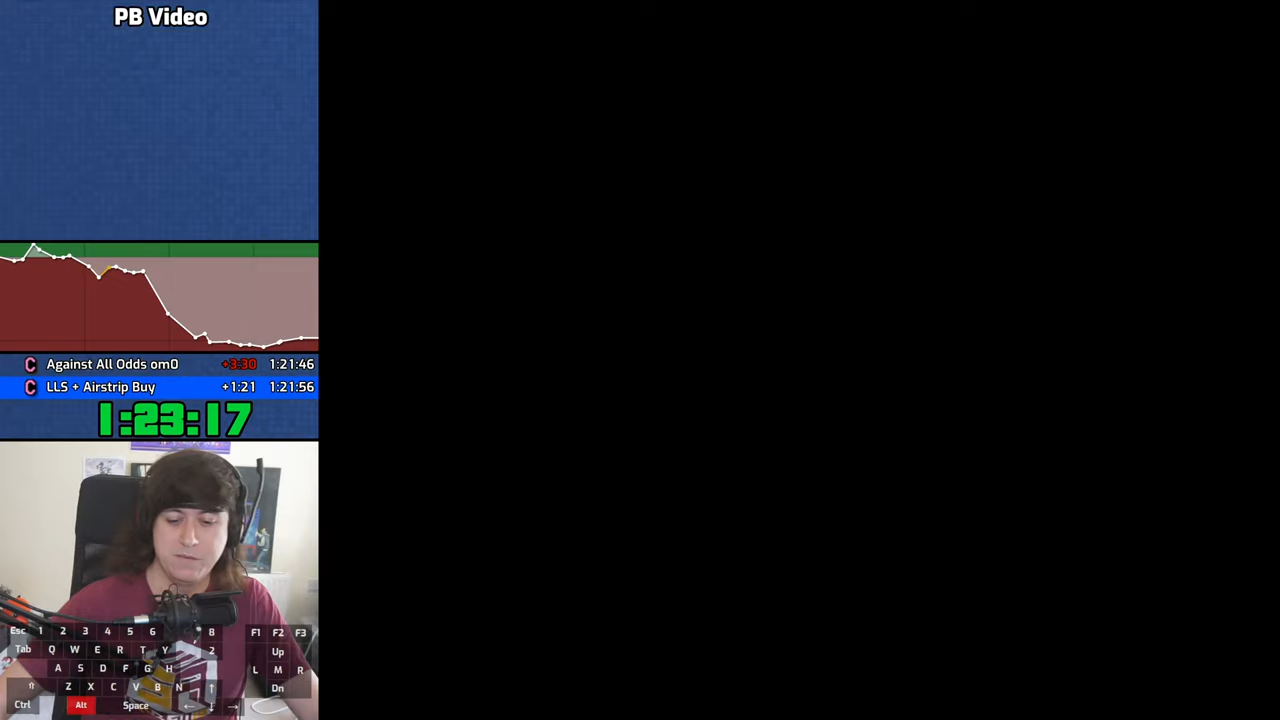 PB Video
C Against All Odds om0 +3:30 1:21:46
C LLS + Airstrip Buy +1:21 1:21:56
1:23:17
Esc 1 2 3 4 5 6 8 F1 F2 F3
Tab Q W E R T Y 2 Up
A S D F G H L M R
⇧ Z X C V B N ↑ Dn
Ctrl Alt Space ← ↓ →